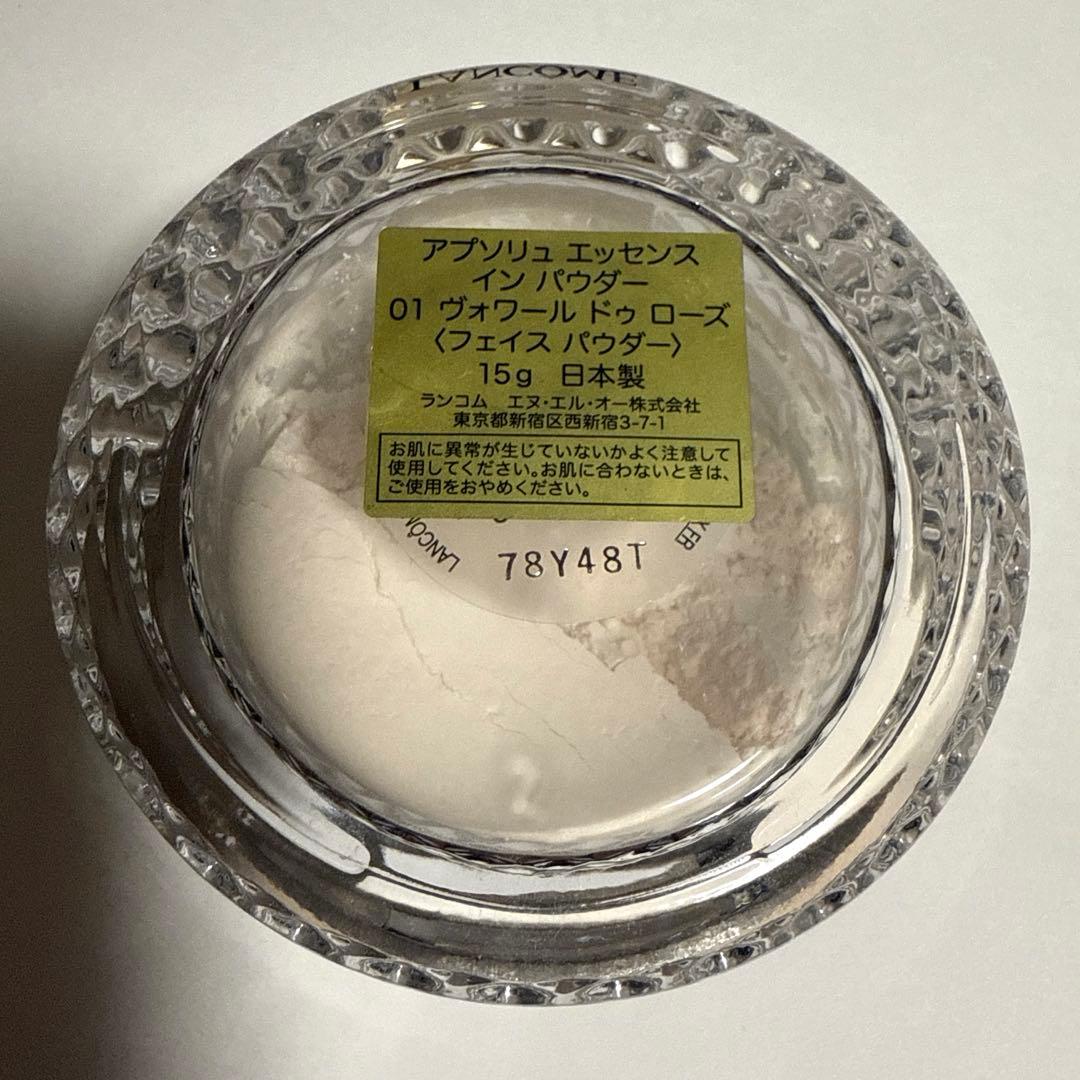 LANCOME
アプソリュ エッセンス
イン パウダー
01 ヴォワール ドゥ ローズ
〈フェイス パウダー〉
15g 日本製
ランコム エヌ・エル・オー株式会社
東京都新宿区西新宿3-7-1
お肌に異常が生じていないかよく注意して
使用してください。お肌に合わないときは、
ご使用をおやめください。
78Y48T